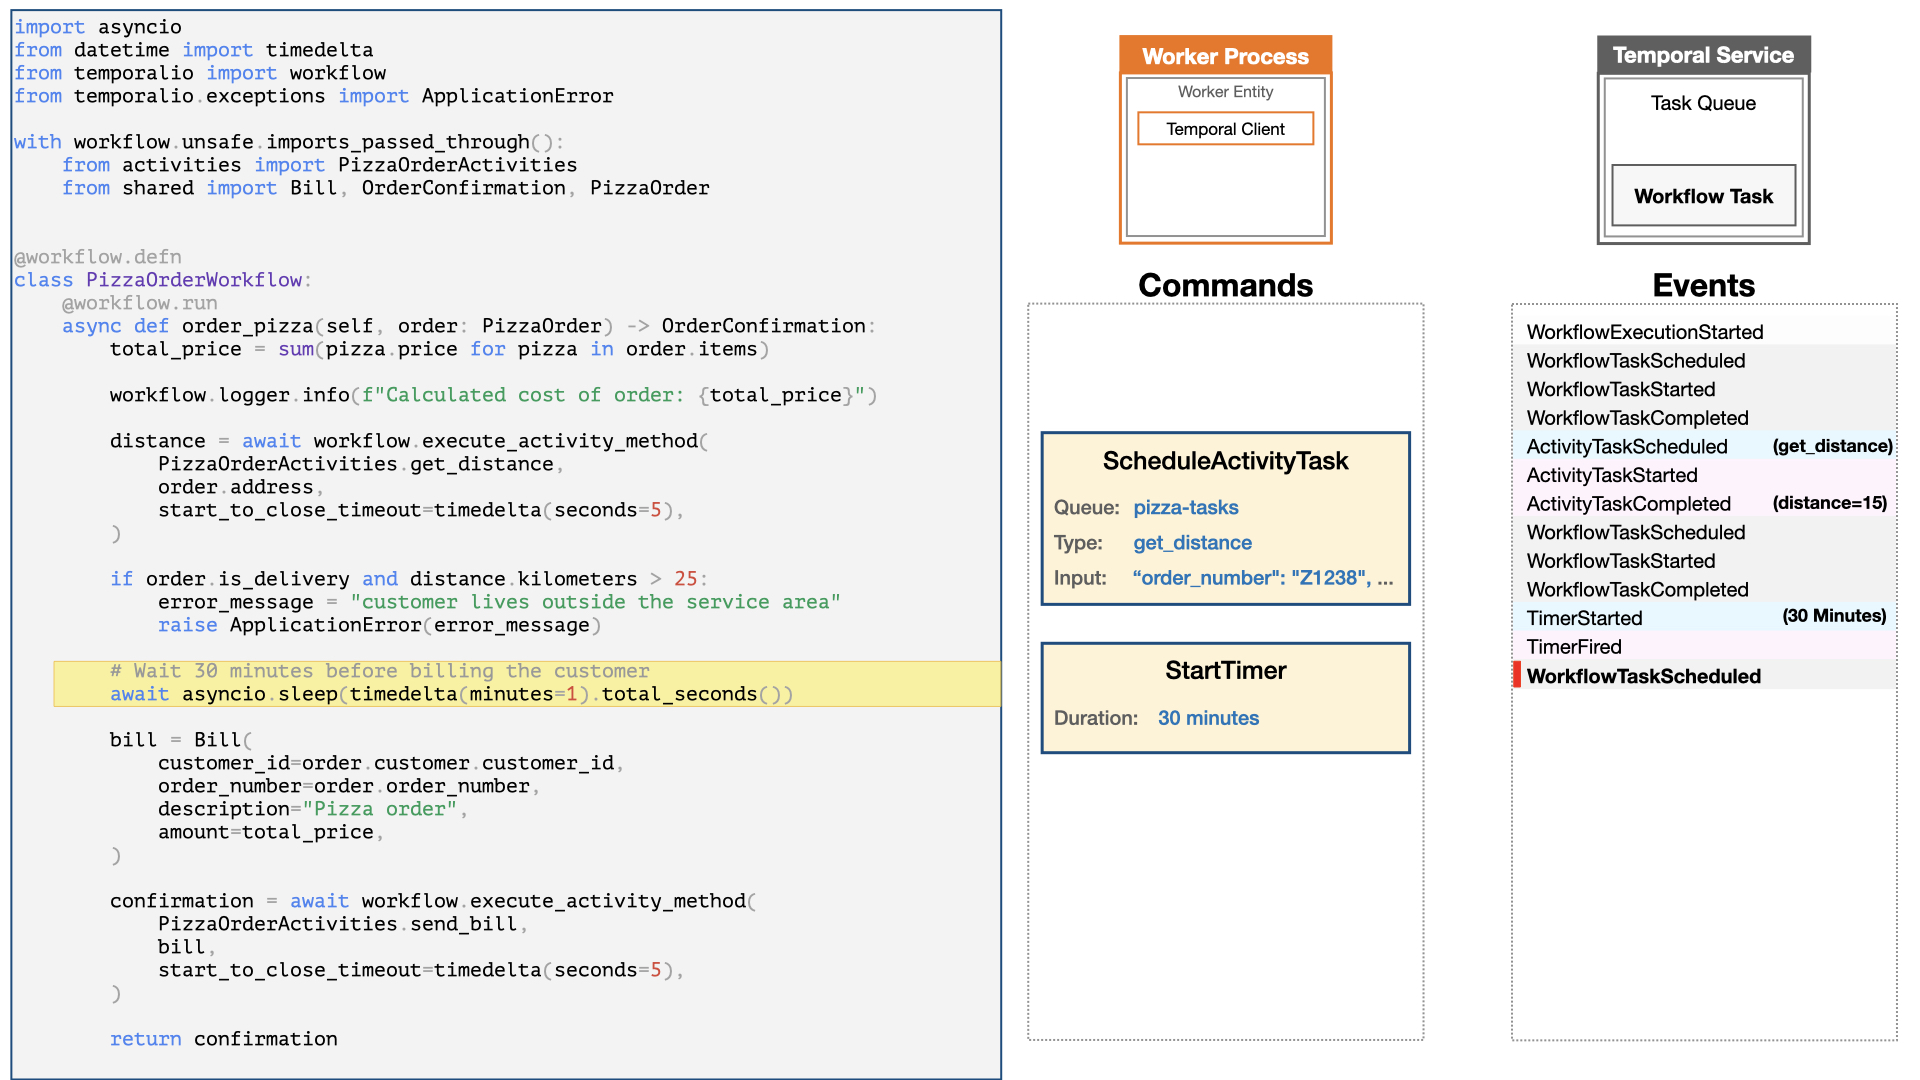 import asyncio
from datetime import timedelta
from temporalio import workflow
from temporalio.exceptions import ApplicationError
with workflow.unsafe.imports_passed_through():
from activities import PizzaOrderActivities
from shared import Bill, OrderConfirmation, PizzaOrder
@workflow.defn
class PizzaOrderWorkflow:
@workflow.run
async def order_pizza(self, order: PizzaOrder) -> OrderConfirmation:
total_price = sum(pizza.price for pizza in order.items)
workflow.logger.info(f"Calculated cost of order: {total_price}")
distance = await workflow.execute_activity_method(
PizzaOrderActivities.get_distance,
order.address,
start_to_close_timeout=timedelta(seconds=5),
)
if order.is_delivery and distance.kilometers > 25:
error_message = "customer lives outside the service area"
raise ApplicationError(error_message)
# Wait 30 minutes before billing the customer
await asyncio.sleep(timedelta(minutes=1).total_seconds())
bill = Bill(
customer_id=order.customer.customer_id,
order_number=order.order_number,
description="Pizza order",
amount=total_price,
)
confirmation = await workflow.execute_activity_method(
PizzaOrderActivities.send_bill,
bill,
start_to_close_timeout=timedelta(seconds=5),
)
return confirmation
Worker Process
Worker Entity
Temporal Client
Commands
ScheduleActivityTask
Queue: pizza-tasks
Type: get_distance
Input: “order_number": "Z1238", ...
StartTimer
Duration: 30 minutes
Temporal Service
Task Queue
Workflow Task
Events
WorkflowExecutionStarted
WorkflowTaskScheduled
WorkflowTaskStarted
WorkflowTaskCompleted
ActivityTaskScheduled (get_distance)
ActivityTaskStarted
ActivityTaskCompleted (distance=15)
WorkflowTaskScheduled
WorkflowTaskStarted
WorkflowTaskCompleted
TimerStarted (30 Minutes)
TimerFired
WorkflowTaskScheduled